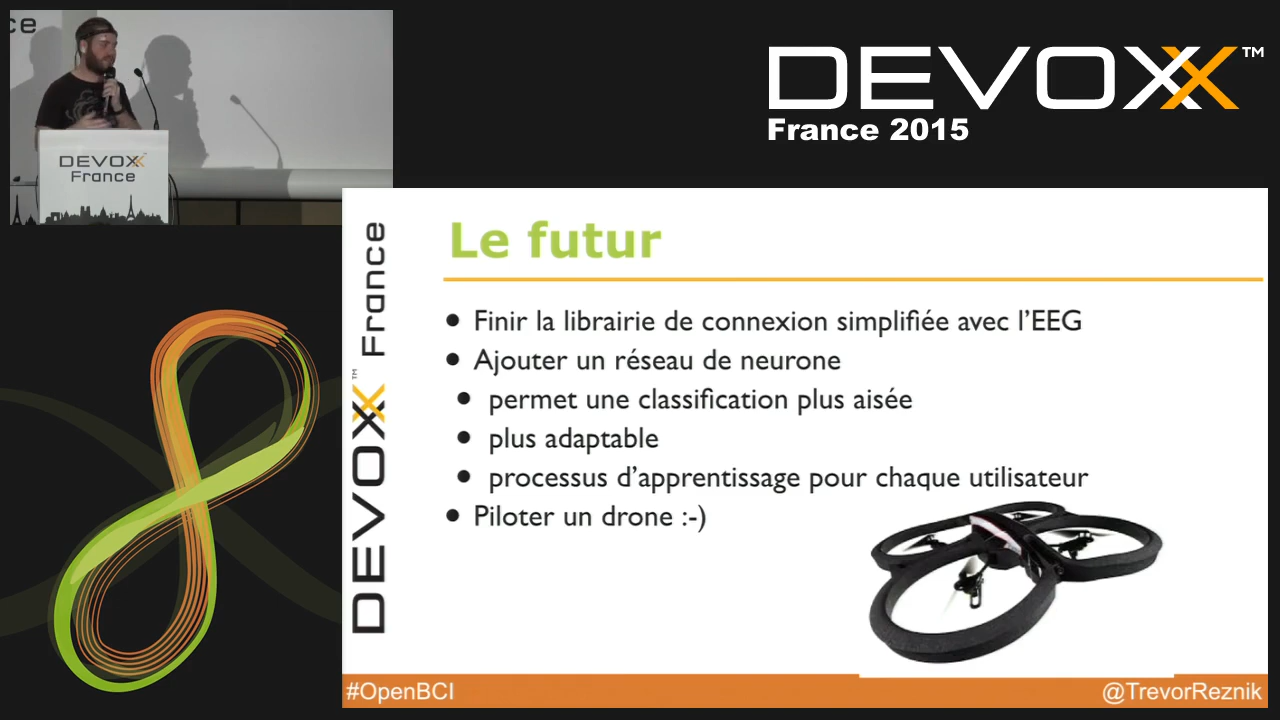 ce
DEVOXX
France
DEVOXX™
France 2015
DEVOXX™ France
Le futur
• Finir la librairie de connexion simplifiée avec l'EEG
• Ajouter un réseau de neurone
• permet une classification plus aisée
• plus adaptable
• processus d'apprentissage pour chaque utilisateur
• Piloter un drone :-)
#OpenBCI
@TrevorReznik